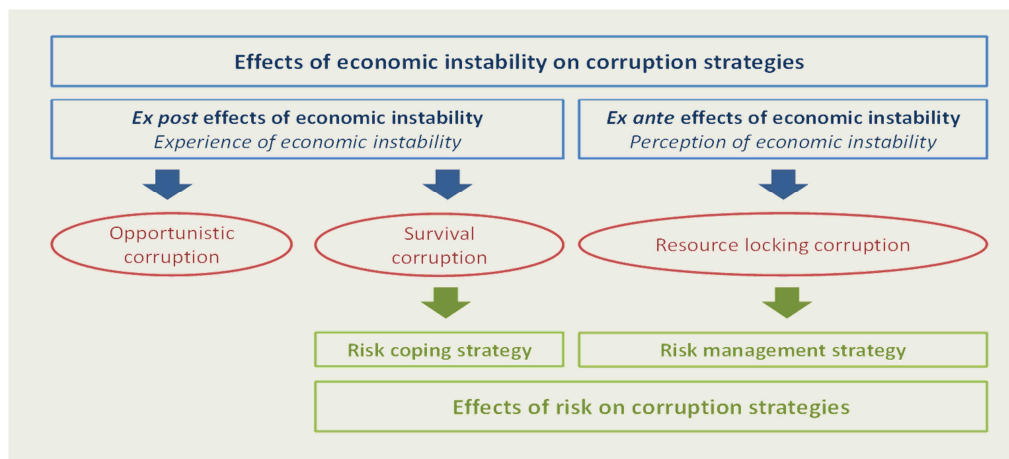 Effects of economic instability on corruption strategies
Ex post effects of economic instability
Experience of economic instability
Ex ante effects of economic instability
Perception of economic instability
Opportunistic
corruption
Survival
corruption
Resource locking corruption
Risk coping strategy
Risk management strategy
Effects of risk on corruption strategies